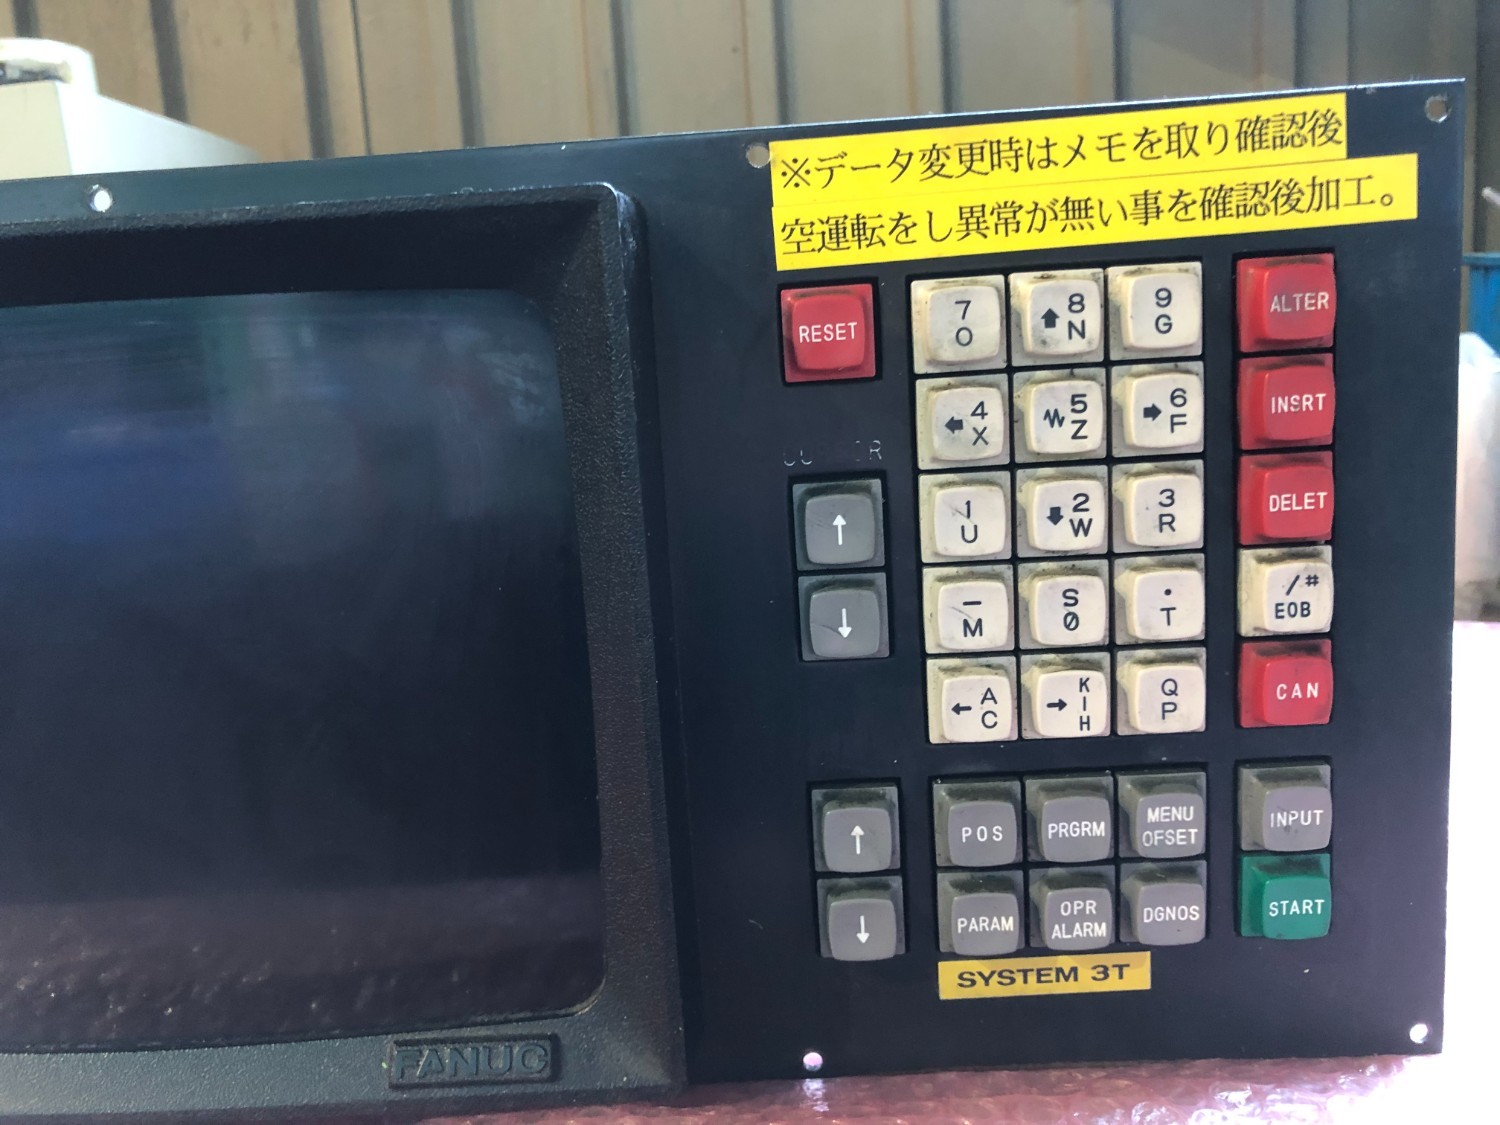 ※データ変更時はメモを取り確認後
空運転をし異常が無い事を確認後加工。
RESET
7 ↑8 9 ALTER
O N G
←4 5 →6 INSRT
X Z F
↑
1 ↓2 3 DELET
U W R
↓
− S · /#
M 0 T EOB
←A →K Q CAN
C I P
H
↑
POS PRGRM MENU INPUT
OFSET
↓
PARAM OPR DGNOS START
ALARM
SYSTEM 3T
FANUC